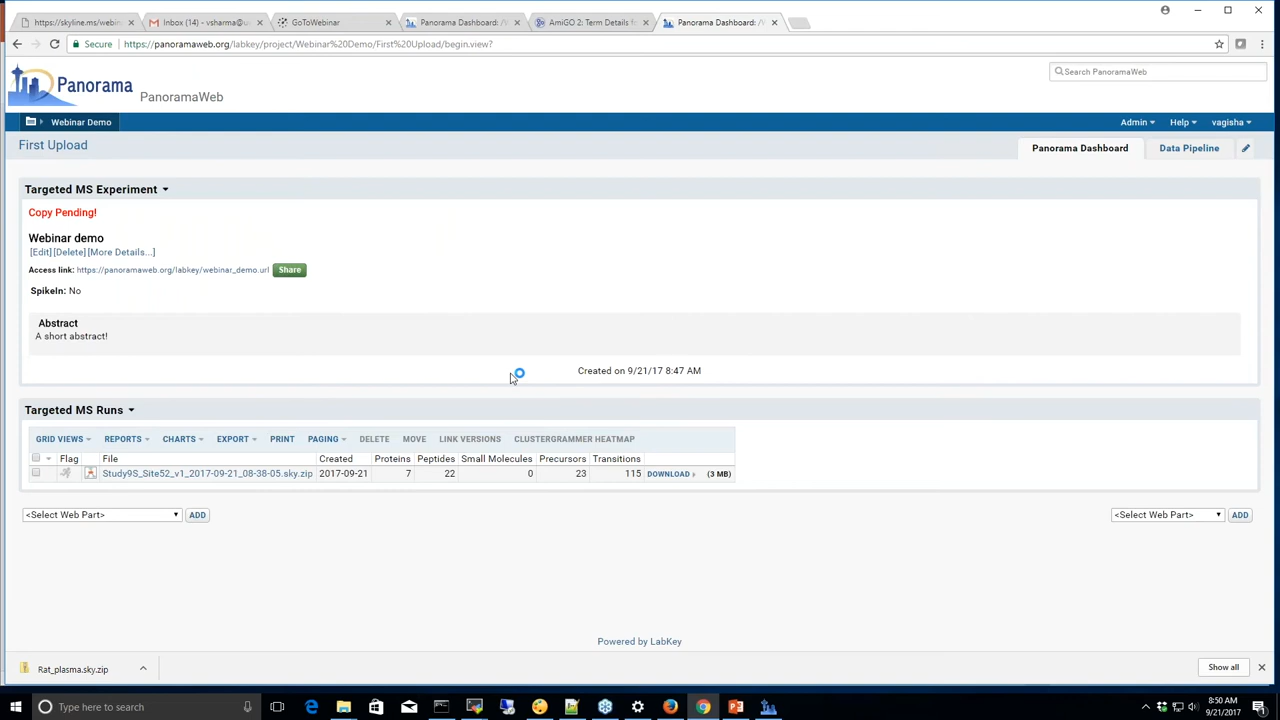 https://skyline.ms/webin
Inbox (14) - vsharma@u
GoToWebinar
Panorama Dashboard: /
AmiGO 2: Term Details f
Panorama Dashboard: /W
Secure
https://panoramaweb.org/labkey/project/Webinar%20Demo/First%20Upload/begin.view?
Panorama
PanoramaWeb
Search PanoramaWeb
Webinar Demo
Admin
Help
vagisha
First Upload
Panorama Dashboard
Data Pipeline
Targeted MS Experiment
Copy Pending!
Webinar demo
[Edit] [Delete] [More Details...]
Access link: https://panoramaweb.org/labkey/webinar_demo.url Share
SpikeIn: No
Abstract
A short abstract!
Created on 9/21/17 8:47 AM
Targeted MS Runs
GRID VIEWS REPORTS CHARTS EXPORT PRINT PAGING DELETE MOVE LINK VERSIONS CLUSTERGRAMMER HEATMAP
Flag File Created Proteins Peptides Small Molecules Precursors Transitions
Study9S_Site52_v1_2017-09-21_08-38-05.sky.zip 2017-09-21 7 22 0 23 115 DOWNLOAD (3 MB)
<Select Web Part> ADD
<Select Web Part> ADD
Powered by LabKey
Rat_plasma.sky.zip
Show all
Type here to search
8:50 AM
9/21/2017